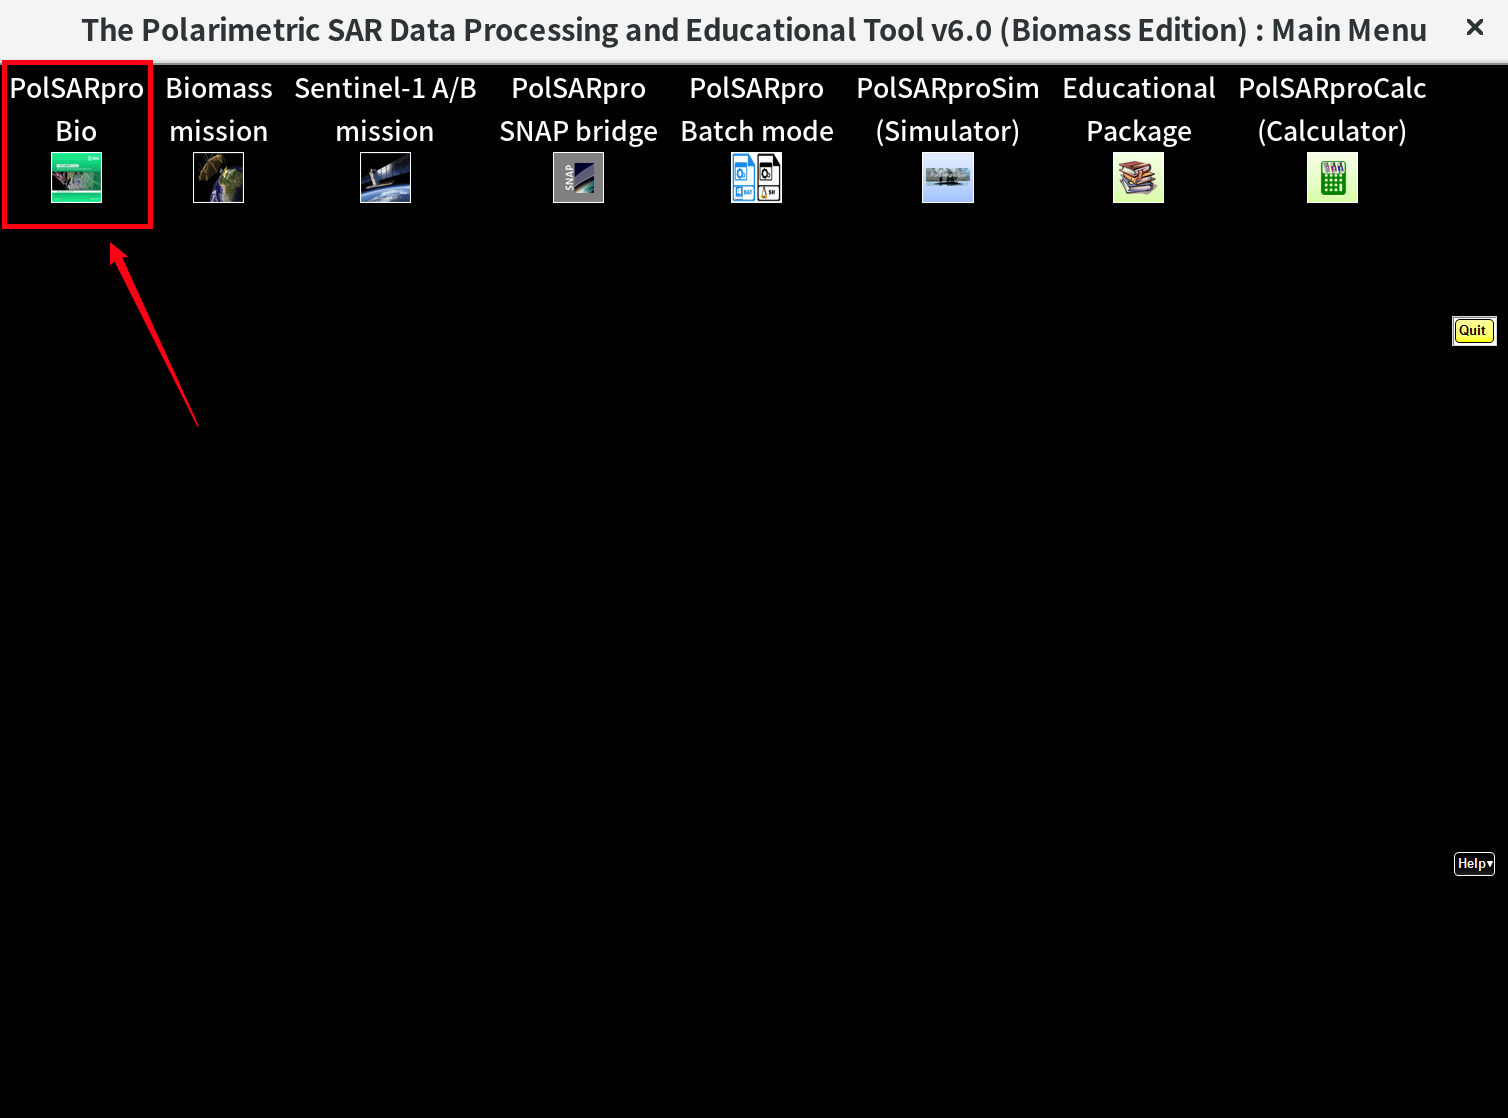 The Polarimetric SAR Data Processing and Educational Tool v6.0 (Biomass Edition) : Main Menu
PolSARpro
Bio
Biomass
mission
Sentinel-1 A/B
mission
PolSARpro
SNAP bridge
SNAP
PolSARpro
Batch mode
BAT
SH
PolSARproSim
(Simulator)
PolSARproSim
Educational
Package
PolSARproCalc
(Calculator)
Quit
Help